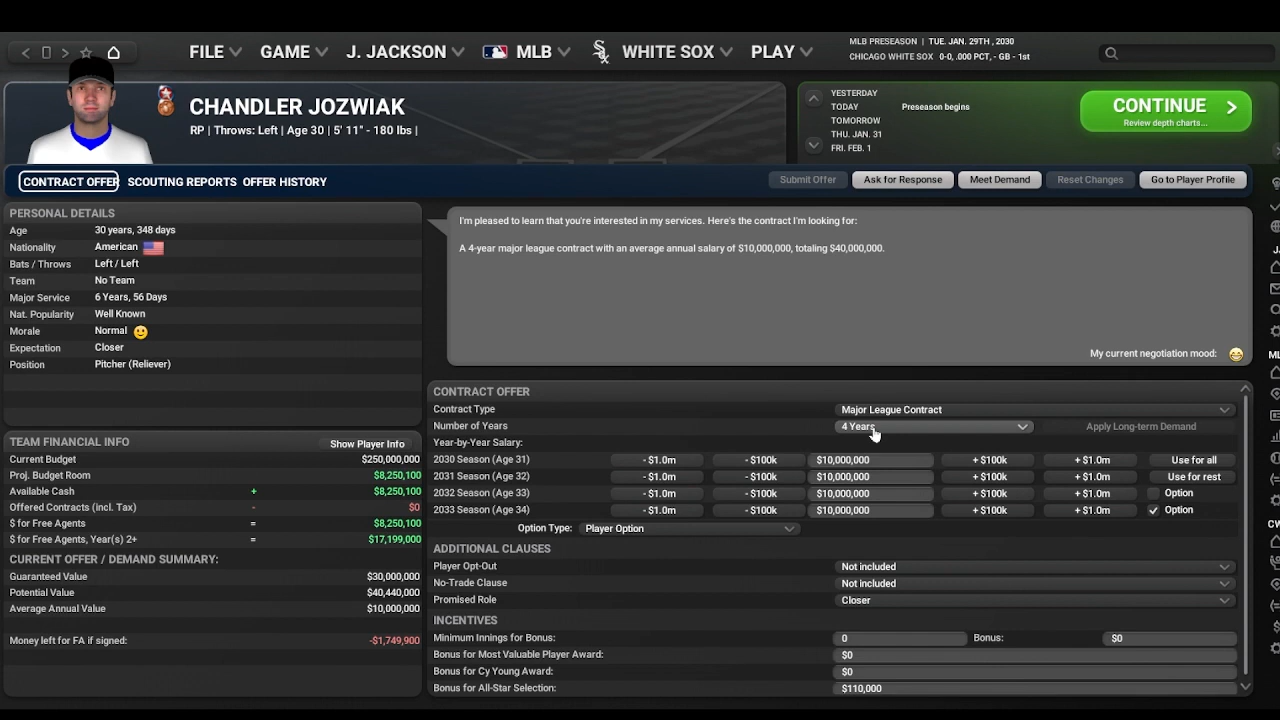 FILE GAME J. JACKSON MLB WHITE SOX PLAY
MLB PRESEASON | TUE. JAN. 29TH , 2030
CHICAGO WHITE SOX 0-0, .000 PCT, - GB - 1st
CHANDLER JOZWIAK
RP | Throws: Left | Age 30 | 5' 11" - 180 lbs |
YESTERDAY
TODAY Preseason begins
TOMORROW
THU. JAN. 31
FRI. FEB. 1
CONTINUE
Review depth charts...
CONTRACT OFFER SCOUTING REPORTS OFFER HISTORY
Submit Offer Ask for Response Meet Demand Reset Changes Go to Player Profile
PERSONAL DETAILS
Age 30 years, 348 days
Nationality American
Bats / Throws Left / Left
Team No Team
Major Service 6 Years, 56 Days
Nat. Popularity Well Known
Morale Normal
Expectation Closer
Position Pitcher (Reliever)
I'm pleased to learn that you're interested in my services. Here's the contract I'm looking for:
A 4-year major league contract with an average annual salary of $10,000,000, totaling $40,000,000.
My current negotiation mood:
TEAM FINANCIAL INFO Show Player Info
Current Budget $250,000,000
Proj. Budget Room $8,250,100
Available Cash + $8,250,100
Offered Contracts (incl. Tax) - $0
$ for Free Agents = $8,250,100
$ for Free Agents, Year(s) 2+ = $17,199,000
CURRENT OFFER / DEMAND SUMMARY:
Guaranteed Value $30,000,000
Potential Value $40,440,000
Average Annual Value $10,000,000
Money left for FA if signed: -$1,749,900
CONTRACT OFFER
Contract Type Major League Contract
Number of Years 4 Years Apply Long-term Demand
Year-by-Year Salary:
2030 Season (Age 31) - $1.0m - $100k $10,000,000 + $100k + $1.0m Use for all
2031 Season (Age 32) - $1.0m - $100k $10,000,000 + $100k + $1.0m Use for rest
2032 Season (Age 33) - $1.0m - $100k $10,000,000 + $100k + $1.0m Option
2033 Season (Age 34) - $1.0m - $100k $10,000,000 + $100k + $1.0m Option
Option Type: Player Option
ADDITIONAL CLAUSES
Player Opt-Out Not included
No-Trade Clause Not included
Promised Role Closer
INCENTIVES
Minimum Innings for Bonus: 0 Bonus: $0
Bonus for Most Valuable Player Award: $0
Bonus for Cy Young Award: $0
Bonus for All-Star Selection: $110,000